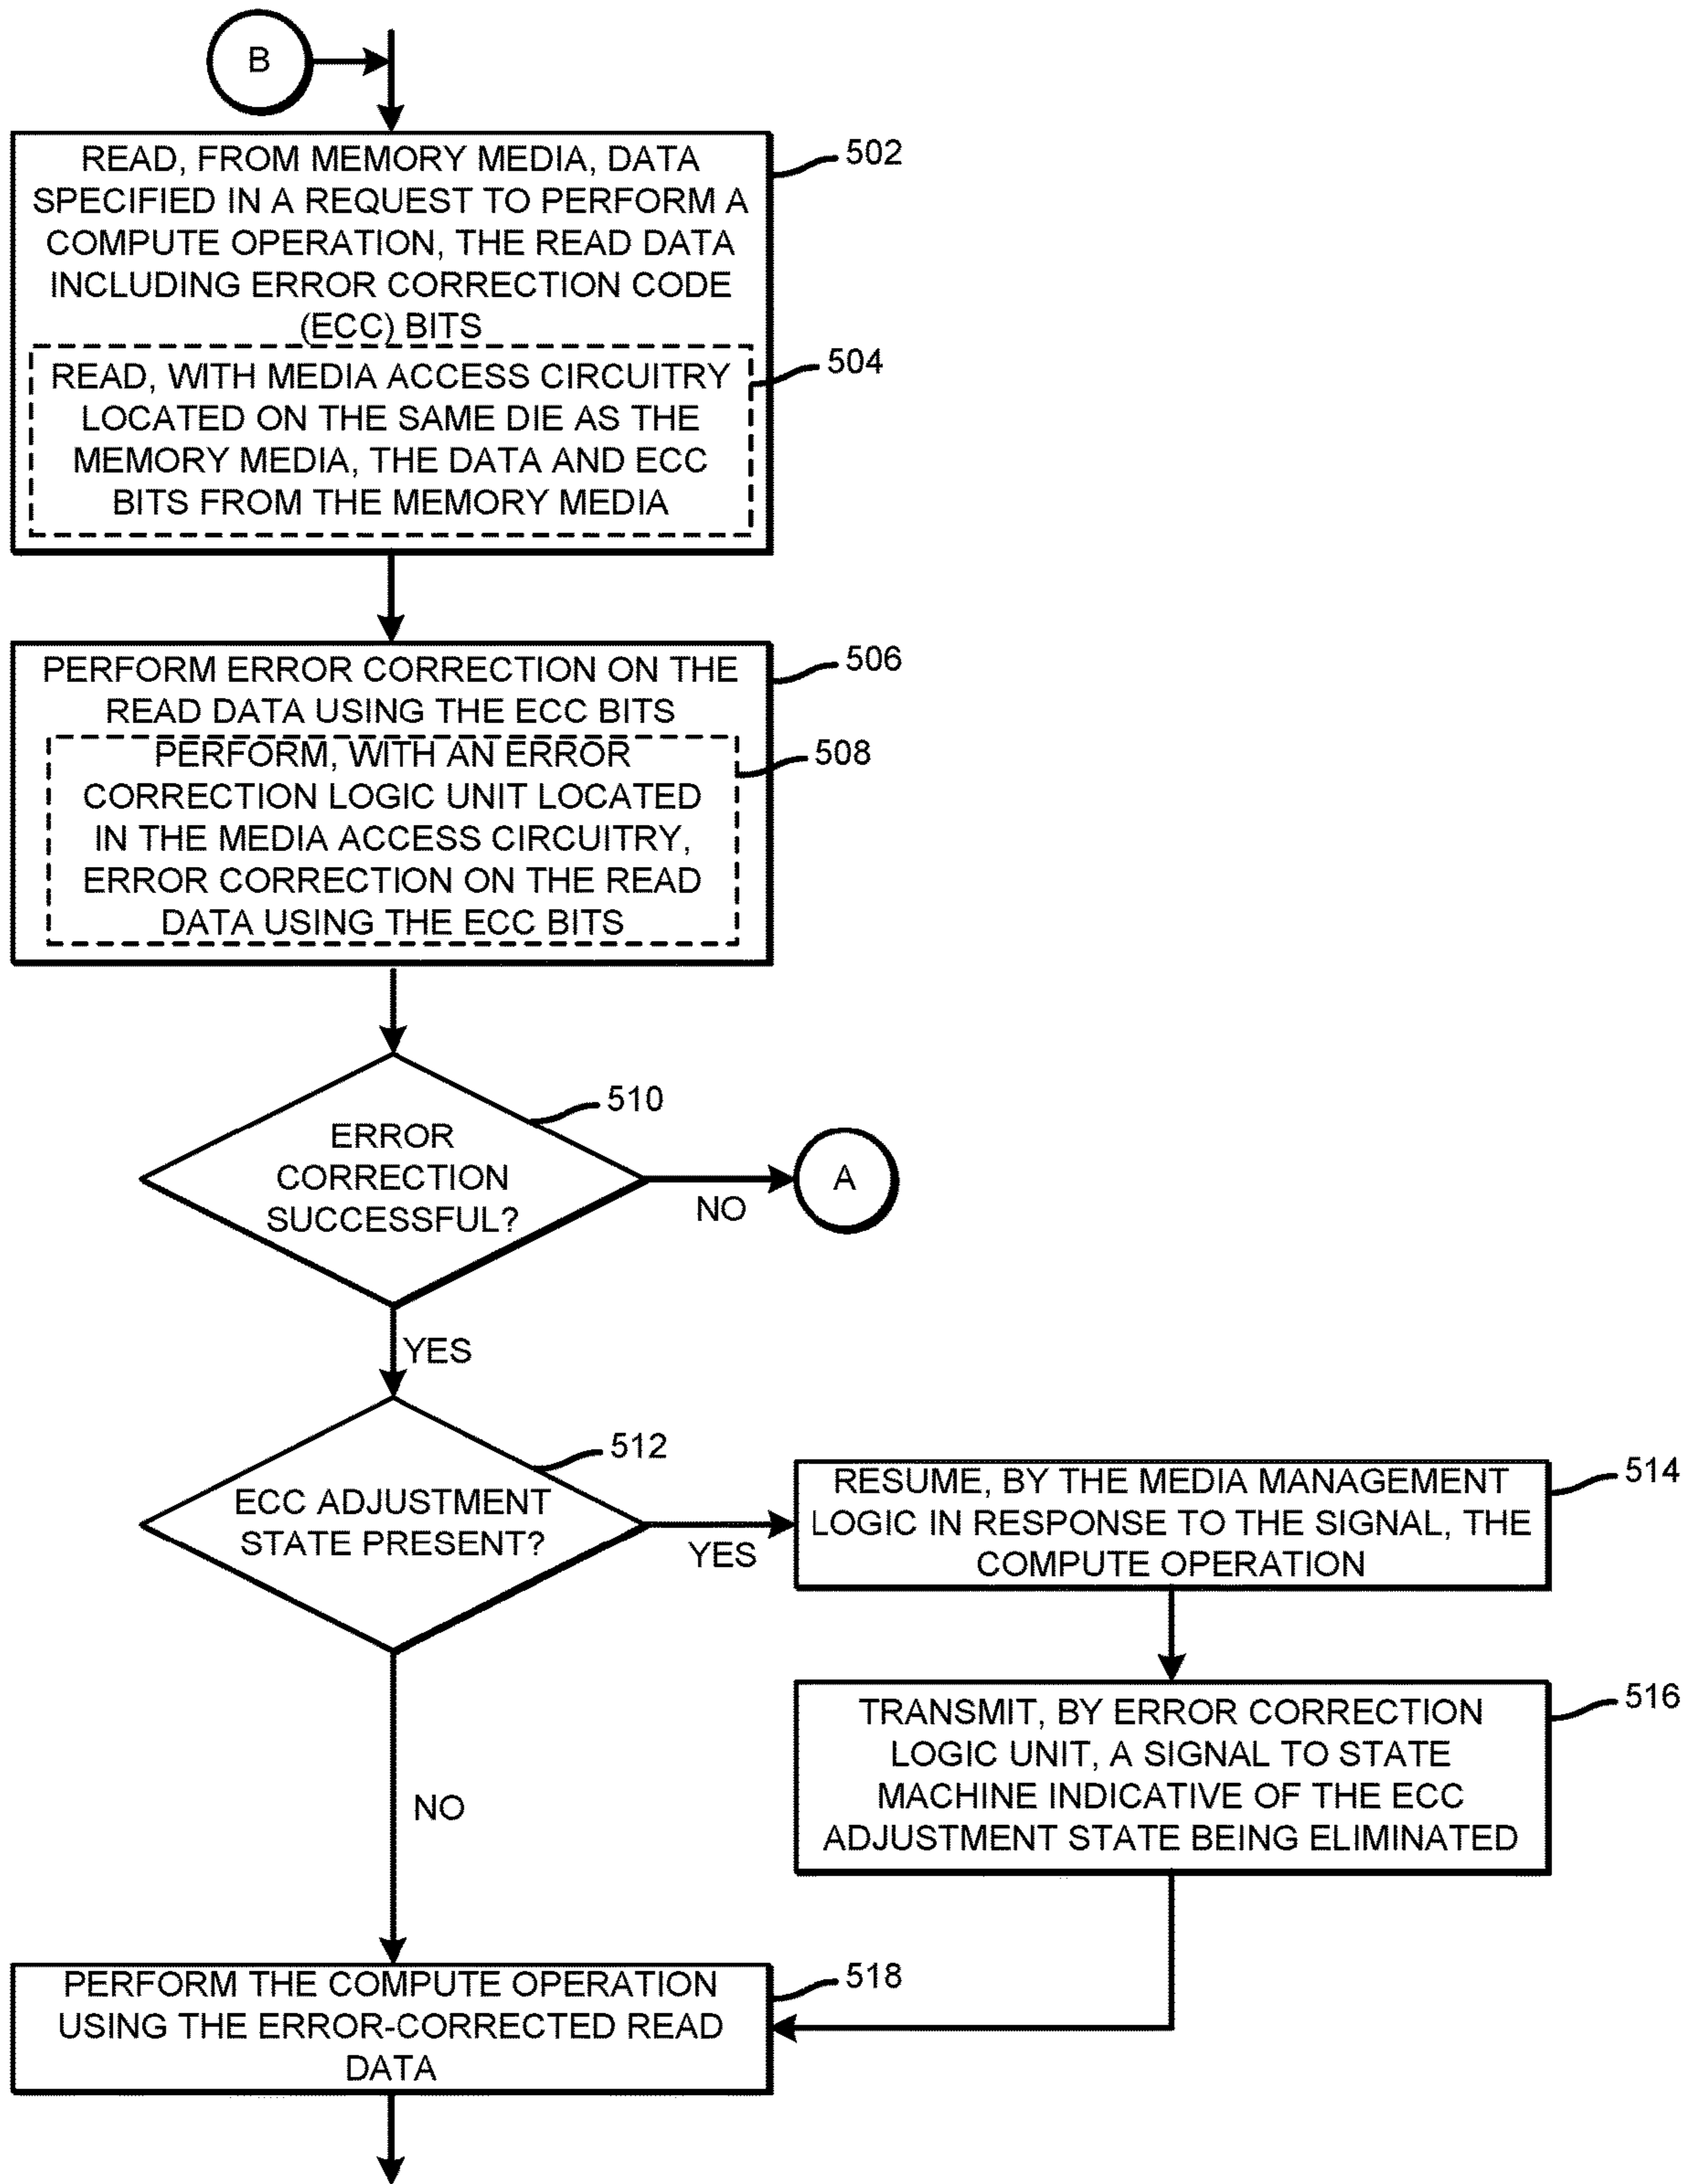 B
READ, FROM MEMORY MEDIA, DATA
SPECIFIED IN A REQUEST TO PERFORM A
COMPUTE OPERATION, THE READ DATA
INCLUDING ERROR CORRECTION CODE
(ECC) BITS
502
READ, WITH MEDIA ACCESS CIRCUITRY
LOCATED ON THE SAME DIE AS THE
MEMORY MEDIA, THE DATA AND ECC
BITS FROM THE MEMORY MEDIA
504
PERFORM ERROR CORRECTION ON THE
READ DATA USING THE ECC BITS
506
PERFORM, WITH AN ERROR
CORRECTION LOGIC UNIT LOCATED
IN THE MEDIA ACCESS CIRCUITRY,
ERROR CORRECTION ON THE READ
DATA USING THE ECC BITS
508
ERROR
CORRECTION
SUCCESSFUL?
510
NO
A
YES
ECC ADJUSTMENT
STATE PRESENT?
512
YES
RESUME, BY THE MEDIA MANAGEMENT
LOGIC IN RESPONSE TO THE SIGNAL, THE
COMPUTE OPERATION
514
TRANSMIT, BY ERROR CORRECTION
LOGIC UNIT, A SIGNAL TO STATE
MACHINE INDICATIVE OF THE ECC
ADJUSTMENT STATE BEING ELIMINATED
516
NO
PERFORM THE COMPUTE OPERATION
USING THE ERROR-CORRECTED READ
DATA
518